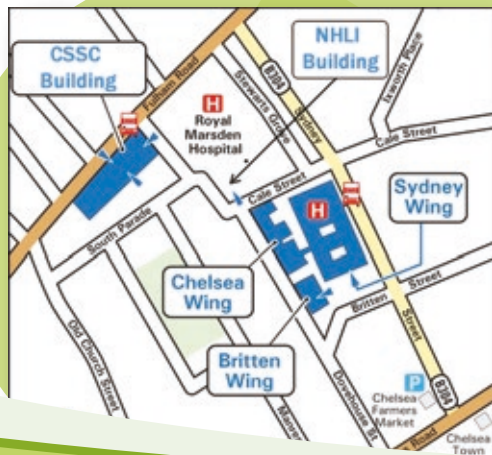 CSSC
Building
NHLI
Building
Fulham Road
B304
Sydney
Ixworth Place
Stewarts Grove
H
Royal
Marsden
Hospital
Cale Street
Cale Street
H
Sydney
Wing
South Parade
Chelsea
Wing
Britten
Street
Britten
Wing
Old Church Street
Street
Dovehouse St
P
Chelsea
Farmers
Market
B304
Road
Chelsea
Town